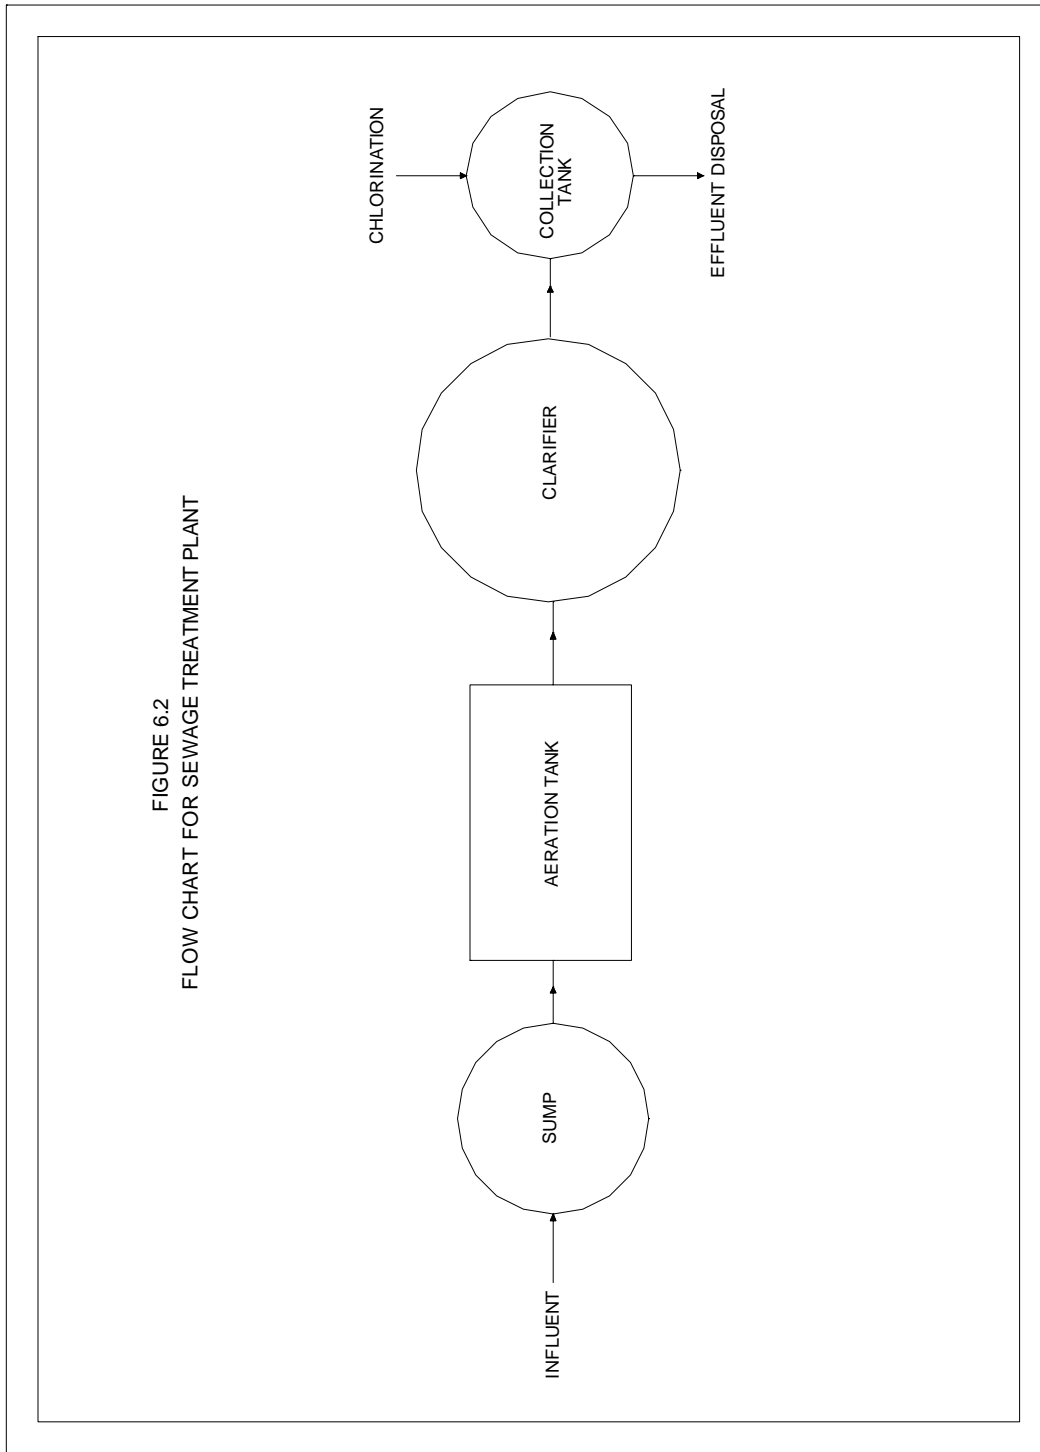 FIGURE 6.2
FLOW CHART FOR SEWAGE TREATMENT PLANT
INFLUENT
SUMP
AERATION TANK
CLARIFIER
CHLORINATION
COLLECTION
TANK
EFFLUENT DISPOSAL